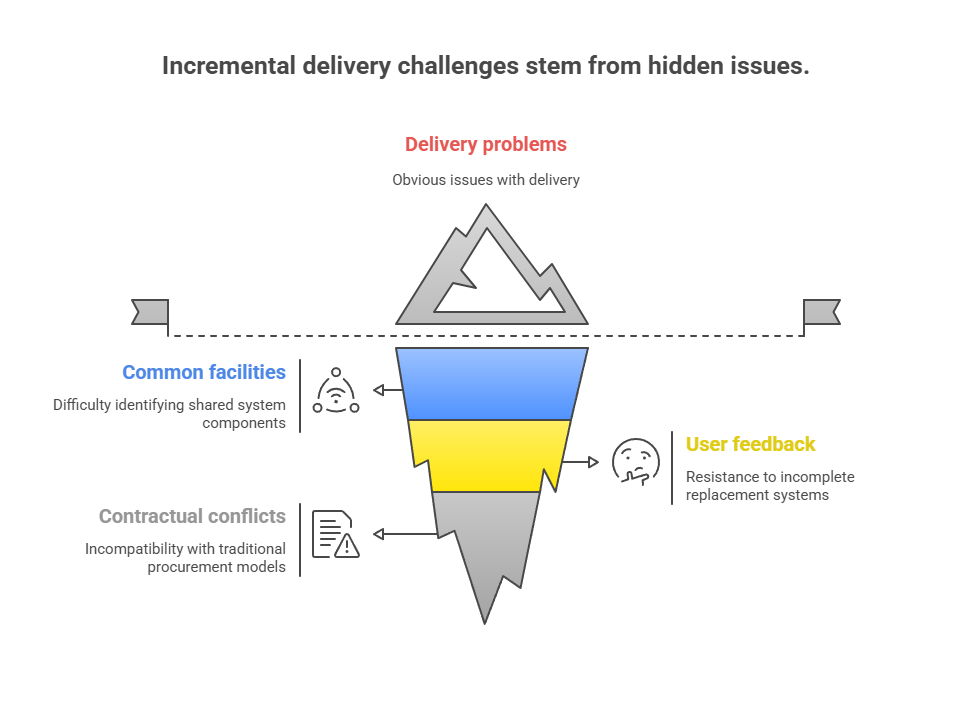 Incremental delivery challenges stem from hidden issues.
Delivery problems
Obvious issues with delivery
Common facilities
Difficulty identifying shared system
components
User feedback
Resistance to incomplete
replacement systems
Contractual conflicts
Incompatibility with traditional
procurement models